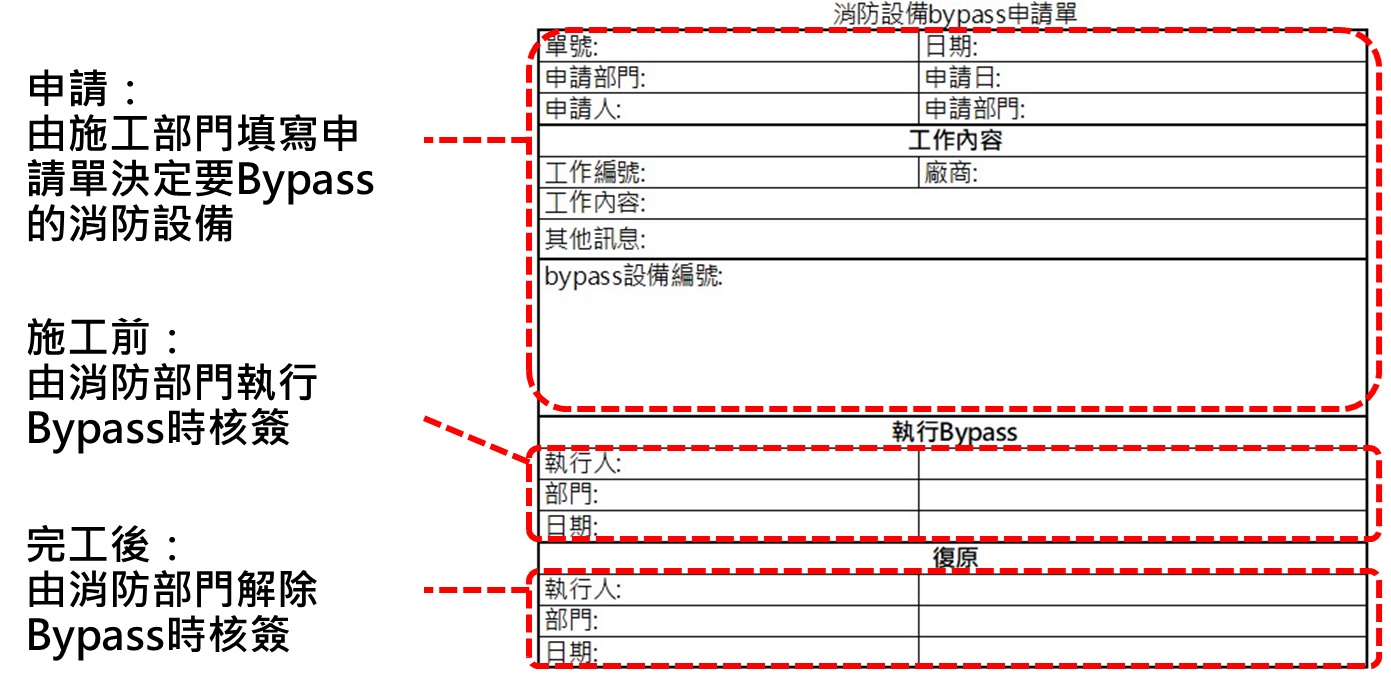 消防設備bypass申請單
單號:
日期:
申請部門:
申請日:
申請人:
申請部門:
工作內容
工作編號:
廠商:
工作內容:
其他訊息:
bypass設備編號:
執行Bypass
執行人:
部門:
日期:
復原
執行人:
部門:
日期:
申請：
由施工部門填寫申
請單決定要Bypass
的消防設備
施工前：
由消防部門執行
Bypass時核簽
完工後：
由消防部門解除
Bypass時核簽